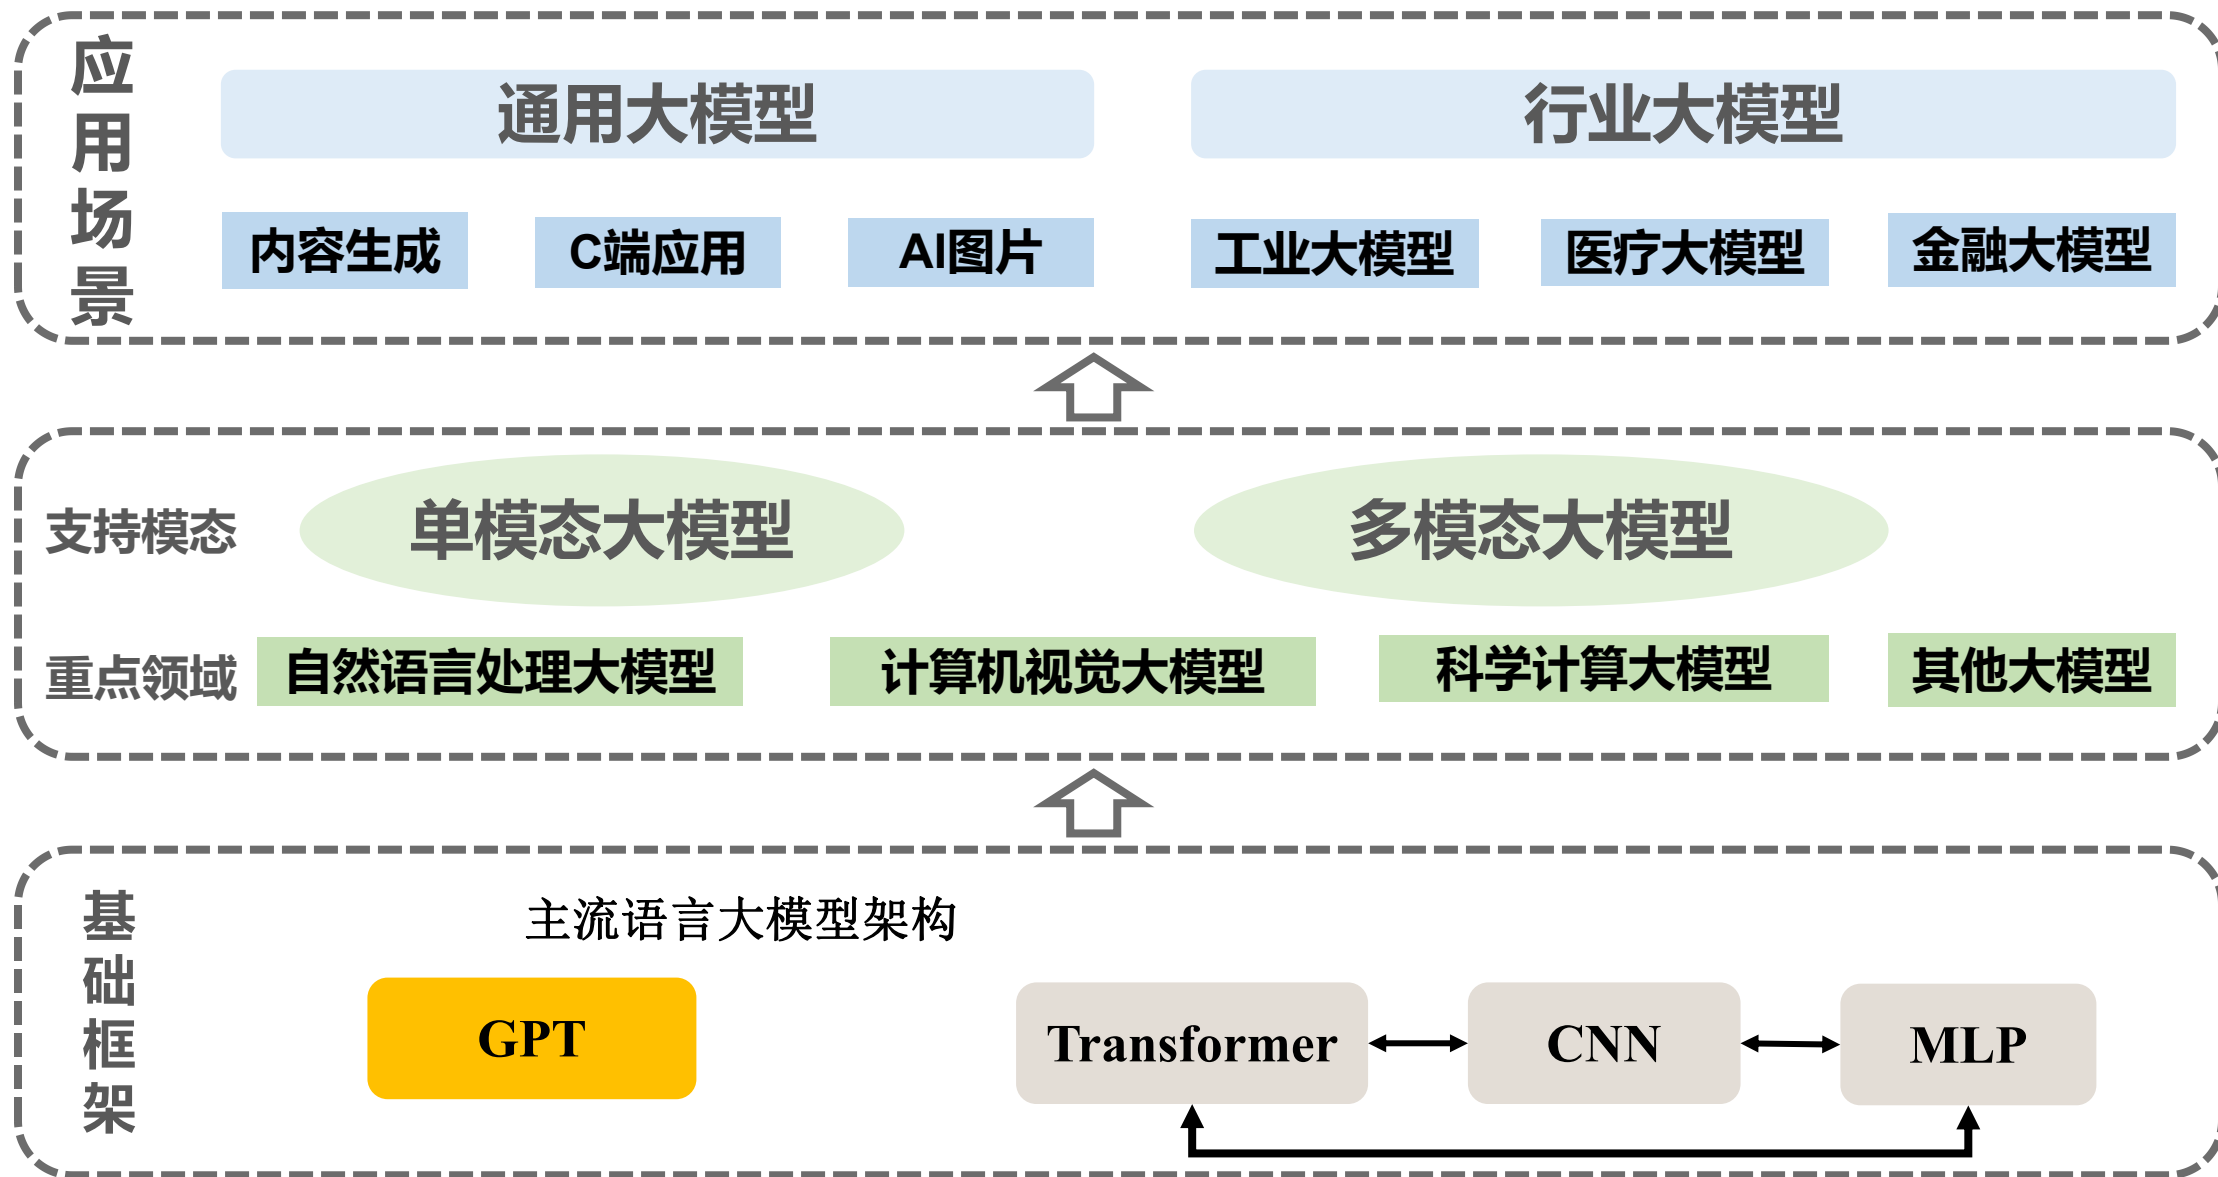 应用场景
通用大模型
行业大模型
内容生成
C端应用
AI图片
工业大模型
医疗大模型
金融大模型
支持模态
单模态大模型
多模态大模型
重点领域
自然语言处理大模型
计算机视觉大模型
科学计算大模型
其他大模型
基础框架
主流语言大模型架构
GPT
Transformer
CNN
MLP